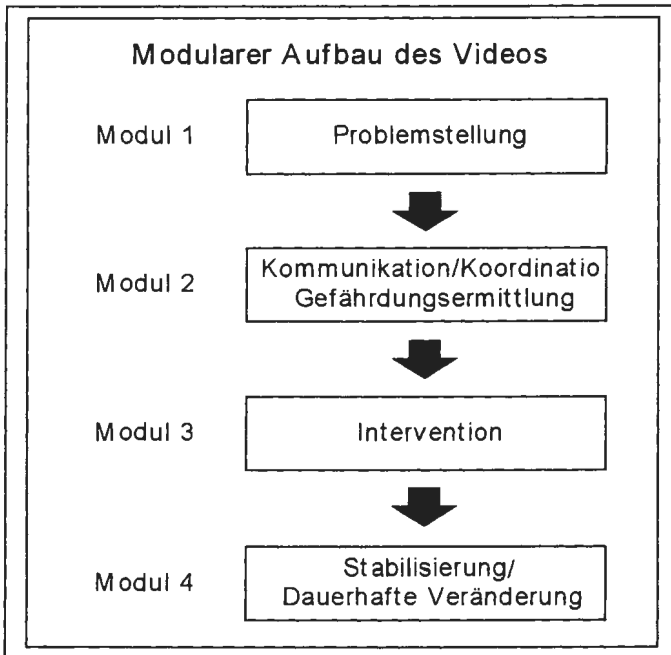 Modularer Aufbau des Videos
Modul 1 Problemstellung
Modul 2 Kommunikation/Koordinatio
Gefährdungsermittlung
Modul 3 Intervention
Modul 4 Stabilisierung/
Dauerhafte Veränderung